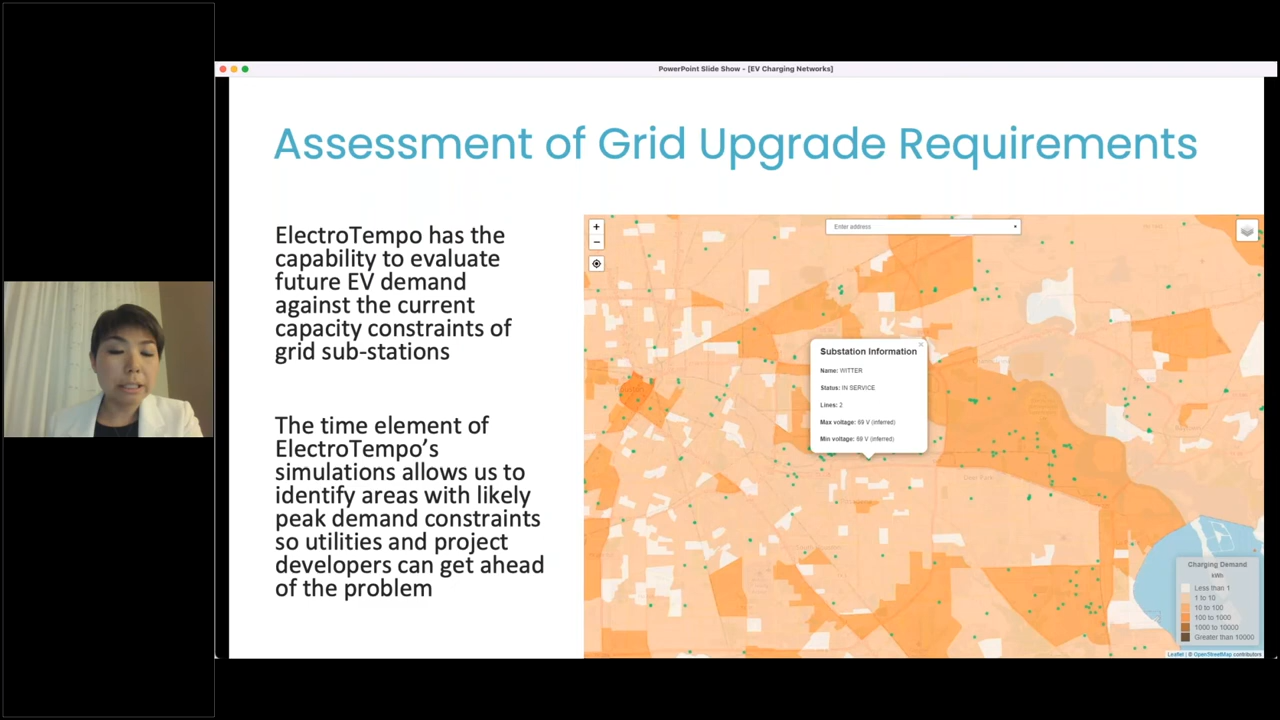 PowerPoint Slide Show - [EV Charging Networks]
Assessment of Grid Upgrade Requirements
ElectroTempo has the
capability to evaluate
future EV demand
against the current
capacity constraints of
grid sub-stations
The time element of
ElectroTempo's
simulations allows us to
identify areas with likely
peak demand constraints
so utilities and project
developers can get ahead
of the problem
+
−
Enter address
Substation Information
×
Name: WITTER
Status: IN SERVICE
Lines: 2
Max voltage: 69 V (inferred)
Min voltage: 69 V (inferred)
Deer Park
Charging Demand
kWh
Less than 1
1 to 10
10 to 100
100 to 1000
1000 to 10000
Greater than 10000
Leaflet | © OpenStreetMap contributors